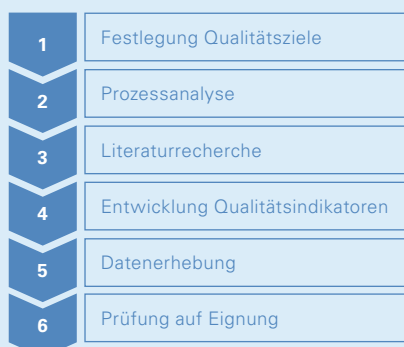 1 Festlegung Qualitätsziele
2 Prozessanalyse
3 Literaturrecherche
4 Entwicklung Qualitätsindikatoren
5 Datenerhebung
6 Prüfung auf Eignung